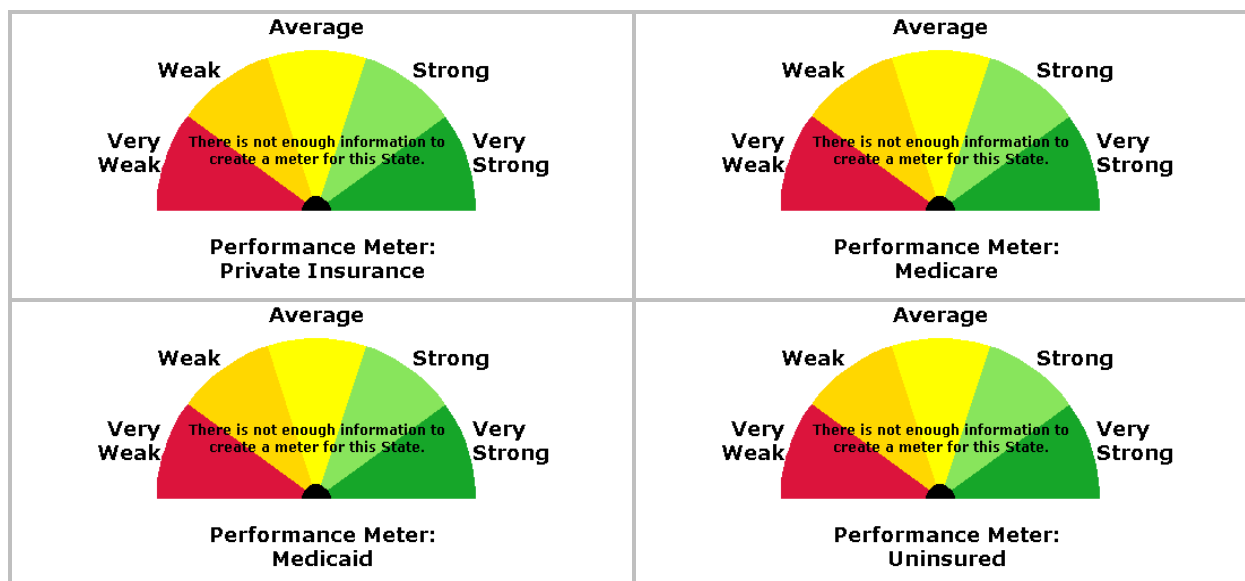 Average
Weak
Strong
Very
Weak
There is not enough information to
create a meter for this State.
Very
Strong
Performance Meter:
Private Insurance
Average
Weak
Strong
Very
Weak
There is not enough information to
create a meter for this State.
Very
Strong
Performance Meter:
Medicare
Average
Weak
Strong
Very
Weak
There is not enough information to
create a meter for this State.
Very
Strong
Performance Meter:
Medicaid
Average
Weak
Strong
Very
Weak
There is not enough information to
create a meter for this State.
Very
Strong
Performance Meter:
Uninsured